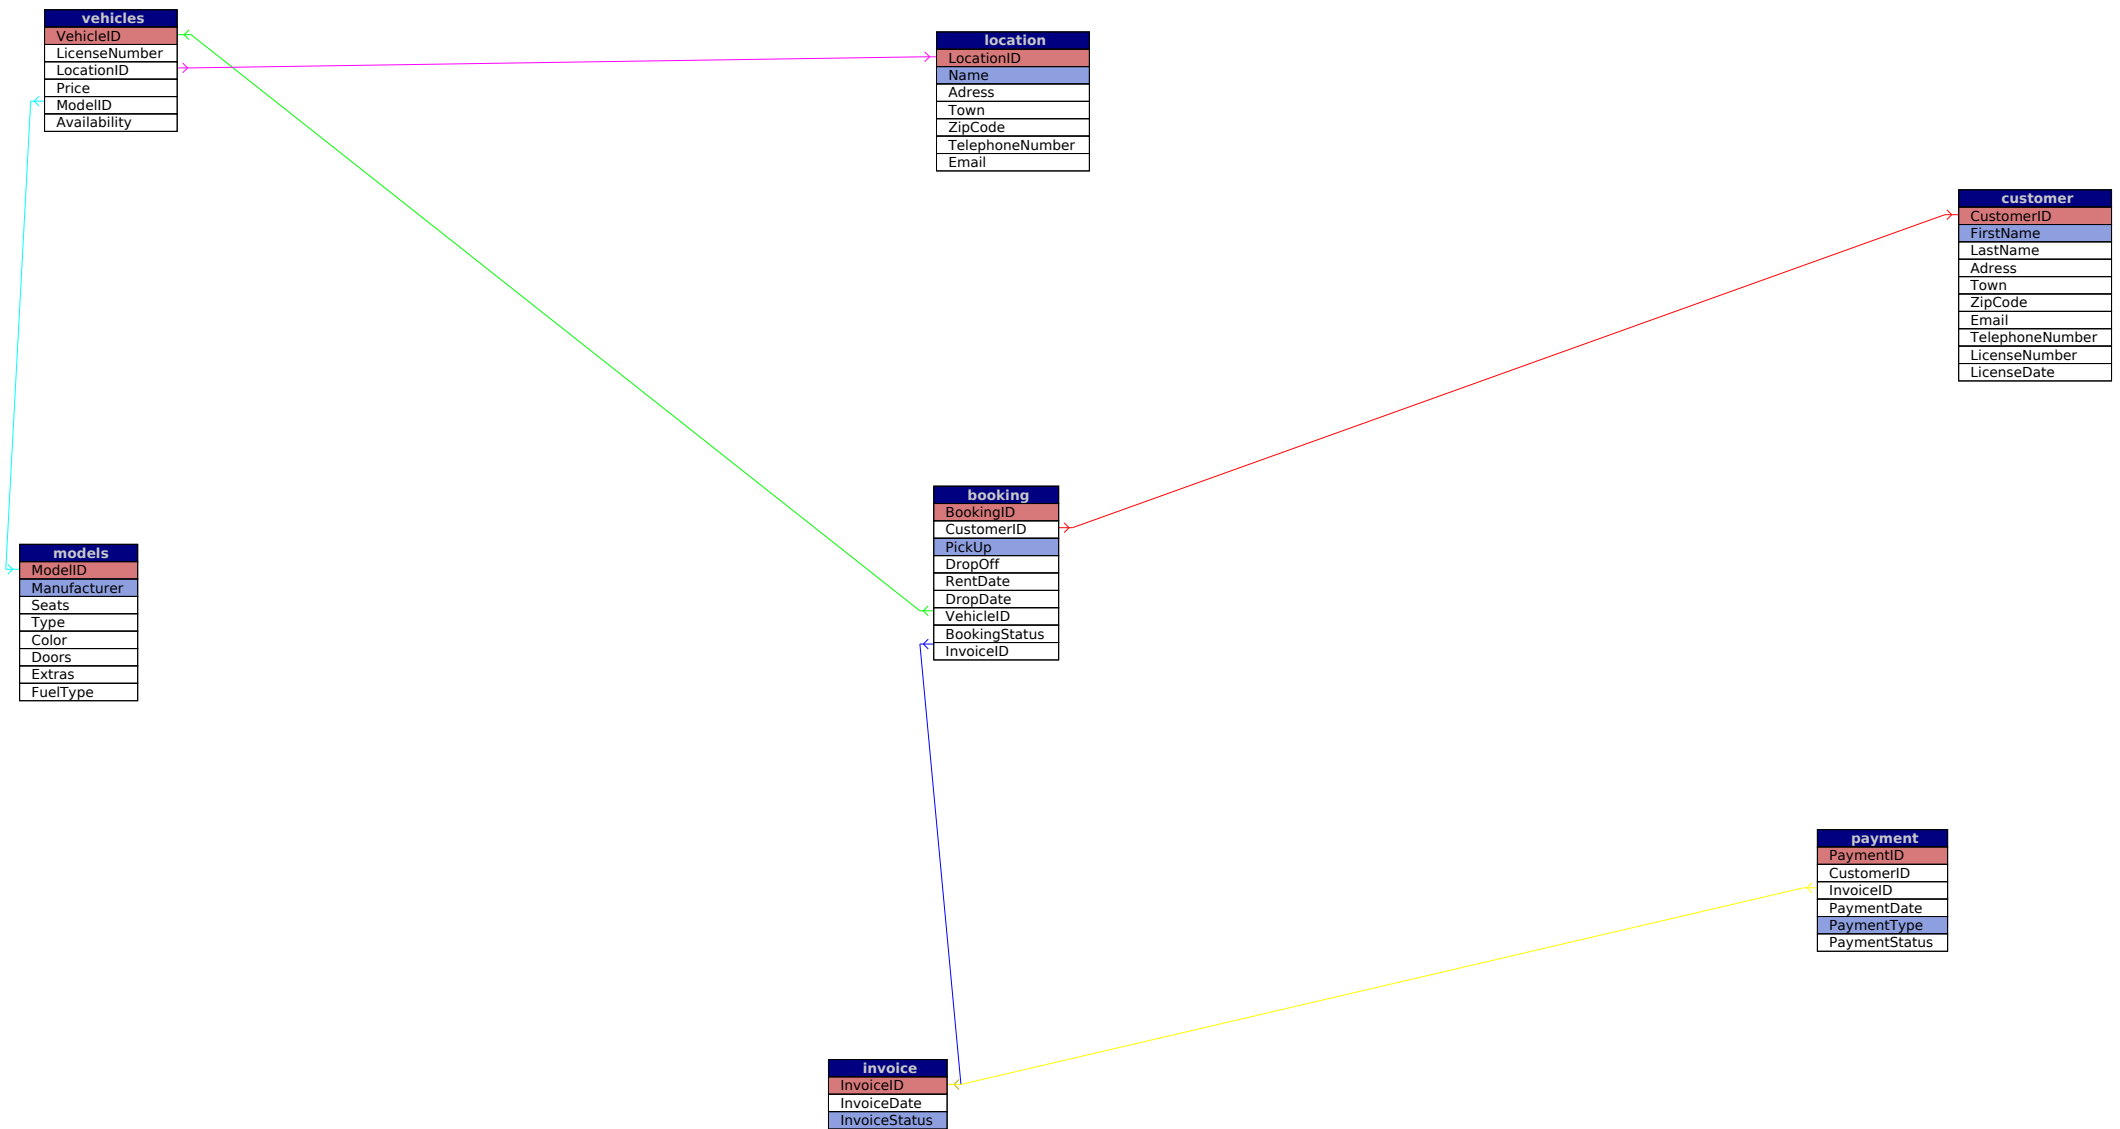 vehicles
VehicleID
LicenseNumber
LocationID
Price
ModelID
Availability
location
LocationID
Name
Adress
Town
ZipCode
TelephoneNumber
Email
customer
CustomerID
FirstName
LastName
Adress
Town
ZipCode
Email
TelephoneNumber
LicenseNumber
LicenseDate
booking
BookingID
CustomerID
PickUp
DropOff
RentDate
DropDate
VehicleID
BookingStatus
InvoiceID
models
ModelID
Manufacturer
Seats
Type
Color
Doors
Extras
FuelType
payment
PaymentID
CustomerID
InvoiceID
PaymentDate
PaymentType
PaymentStatus
invoice
InvoiceID
InvoiceDate
InvoiceStatus